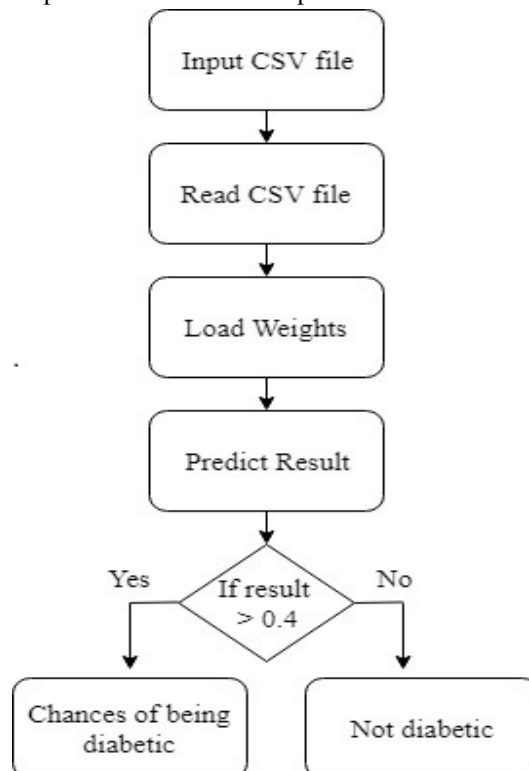 Input CSV file
Read CSV file
Load Weights
Predict Result
Yes
No
If result
> 0.4
Chances of being
diabetic
Not diabetic